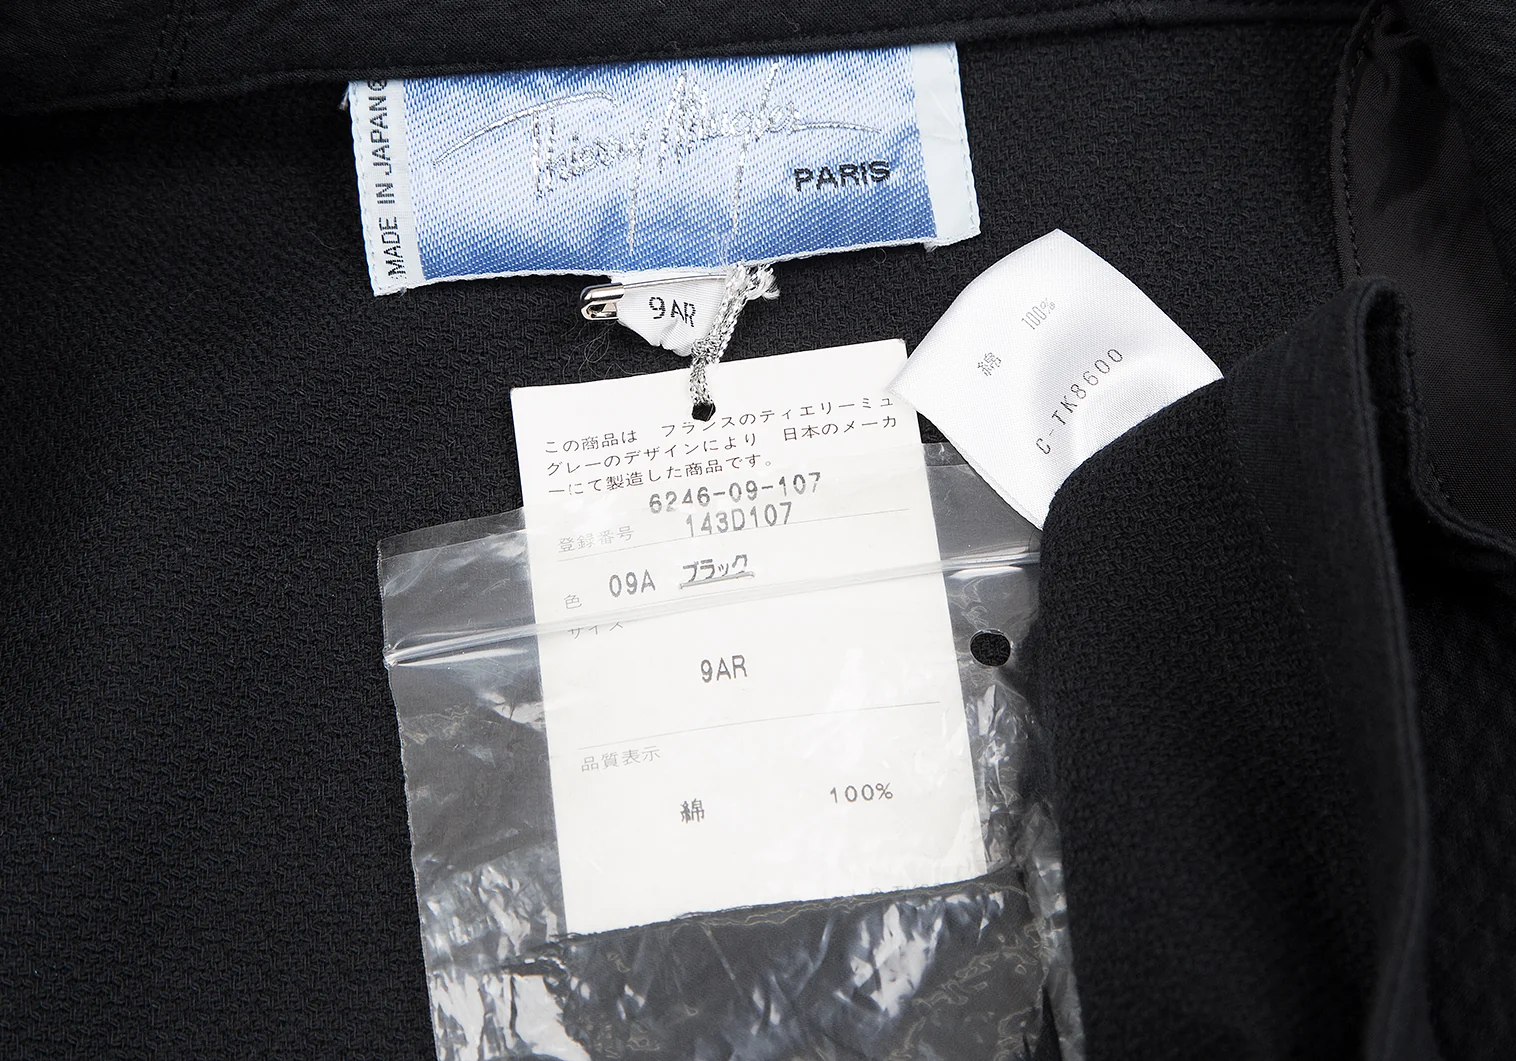 MADE IN JAPAN
Thierry Mugler
PARIS
9AR
綿 100%
C-TK8600
この商品は フランスのティエリーミュ
グレーのデザインにより 日本のメーカ
ーにて製造した商品です。
6246-09-107
登録番号 143D107
色 09A ブラック
サイズ
9AR
品質表示
綿 100%